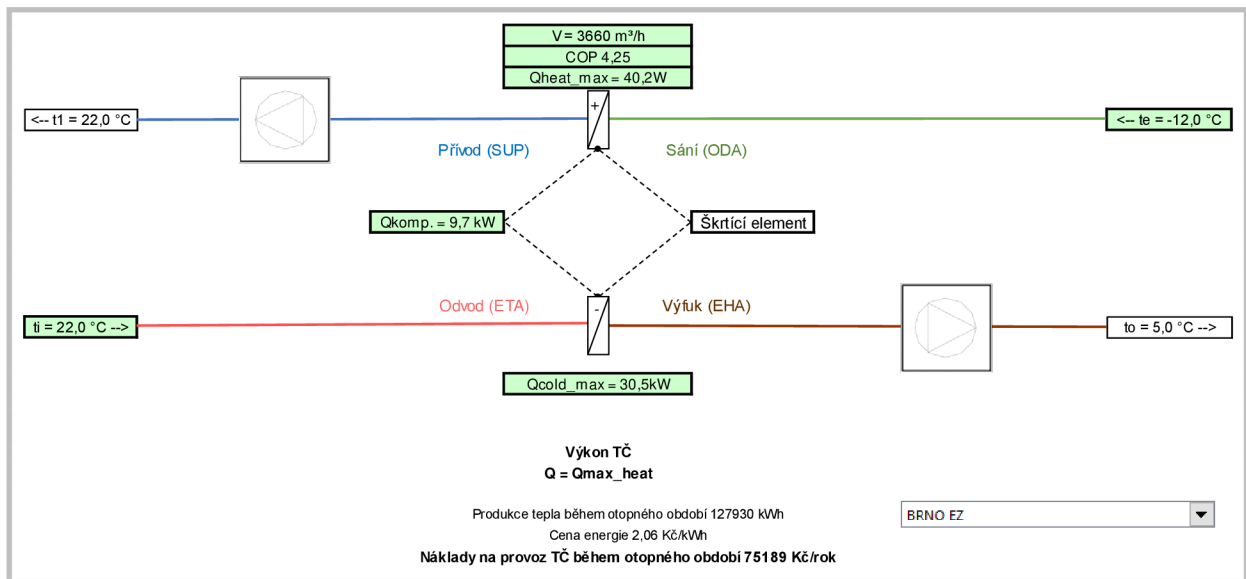 V = 3660 m³/h
COP 4,25
Qheat_max = 40,2W
+
<-- t1 = 22,0 °C
<-- te = -12,0 °C
Přívod (SUP)
Sání (ODA)
Qkomp. = 9,7 kW
Škrtící element
Odvod (ETA)
Výfuk (EHA)
-
ti = 22,0 °C -->
to = 5,0 °C -->
Qcold_max = 30,5kW
Výkon TČ
Q = Qmax_heat
Produkce tepla během otopného období 127930 kWh
BRNO EZ
Cena energie 2,06 Kč/kWh
Náklady na provoz TČ během otopného období 75189 Kč/rok